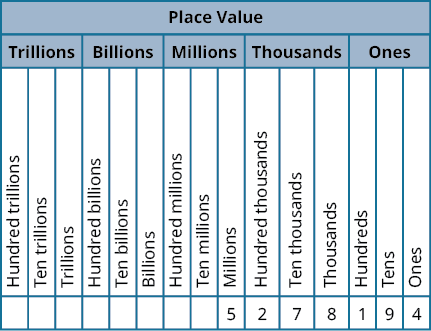 Place Value
Trillions Billions Millions Thousands Ones
Hundred trillions
Ten trillions
Trillions
Hundred billions
Ten billions
Billions
Hundred millions
Ten millions
Millions
Hundred thousands
Ten thousands
Thousands
Hundreds
Tens
Ones
5 2 7 8 1 9 4